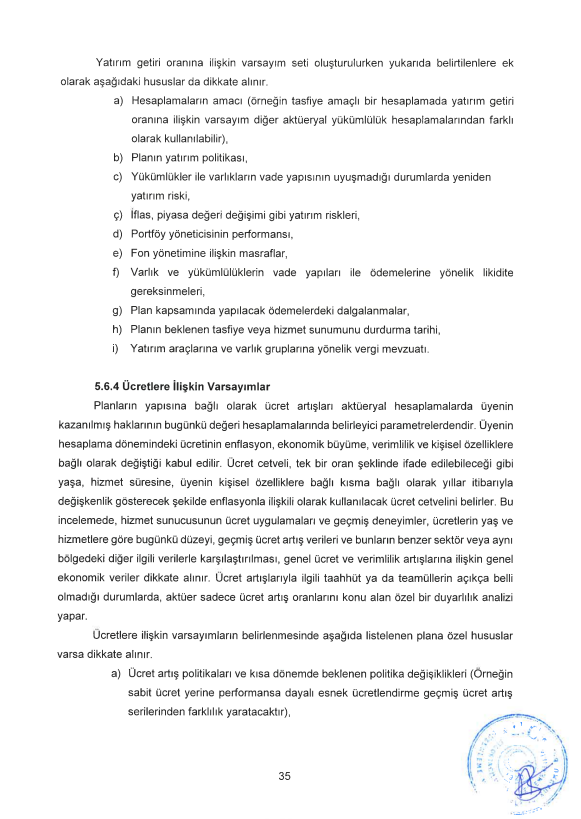 Yatırım getiri oranına ilişkin varsayım seti oluşturulurken yukarıda belirtilenlere ek
olarak aşağıdaki hususlar da dikkate alınır.
a) Hesaplamaların amacı (örneğin tasfiye amaçlı bir hesaplamada yatırım getiri
oranına ilişkin varsayım diğer aktüeryal yükümlülük hesaplamalarından farklı
olarak kullanılabilir),
b) Planın yatırım politikası,
c) Yükümlükler ile varlıkların vade yapısının uyuşmadığı durumlarda yeniden
yatırım riski,
ç) İflas, piyasa değeri değişimi gibi yatırım riskleri,
d) Portföy yöneticisinin performansı,
e) Fon yönetimine ilişkin masraflar,
f) Varlık ve yükümlülüklerin vade yapıları ile ödemelerine yönelik likidite
gereksinmeleri,
g) Plan kapsamında yapılacak ödemelerdeki dalgalanmalar,
h) Planın beklenen tasfiye veya hizmet sunumunu durdurma tarihi,
i) Yatırım araçlarına ve varlık gruplarına yönelik vergi mevzuatı.
5.6.4 Ücretlere İlişkin Varsayımlar
Planların yapısına bağlı olarak ücret artışları aktüeryal hesaplamalarda üyenin
kazanılmış haklarının bugünkü değeri hesaplamalarında belirleyici parametrelerdendir. Üyenin
hesaplama dönemindeki ücretinin enflasyon, ekonomik büyüme, verimlilik ve kişisel özelliklere
bağlı olarak değiştiği kabul edilir. Ücret cetveli, tek bir oran şeklinde ifade edilebileceği gibi
yaşa, hizmet süresine, üyenin kişisel özelliklere bağlı kısma bağlı olarak yıllar itibarıyla
değişkenlik gösterecek şekilde enflasyonla ilişkili olarak kullanılacak ücret cetvelini belirler. Bu
incelemede, hizmet sunucusunun ücret uygulamaları ve geçmiş deneyimler, ücretlerin yaş ve
hizmetlere göre bugünkü düzeyi, geçmiş ücret artış verileri ve bunların benzer sektör veya aynı
bölgedeki diğer ilgili verilerle karşılaştırılması, genel ücret ve verimlilik artışlarına ilişkin genel
ekonomik veriler dikkate alınır. Ücret artışlarıyla ilgili taahhüt ya da teamüllerin açıkça belli
olmadığı durumlarda, aktüer sadece ücret artış oranlarını konu alan özel bir duyarlılık analizi
yapar.
Ücretlere ilişkin varsayımların belirlenmesinde aşağıda listelenen plana özel hususlar
varsa dikkate alınır.
a) Ücret artış politikaları ve kısa dönemde beklenen politika değişiklikleri (Örneğin
sabit ücret yerine performansa dayalı esnek ücretlendirme geçmiş ücret artış
serilerinden farklılık yaratacaktır),
35